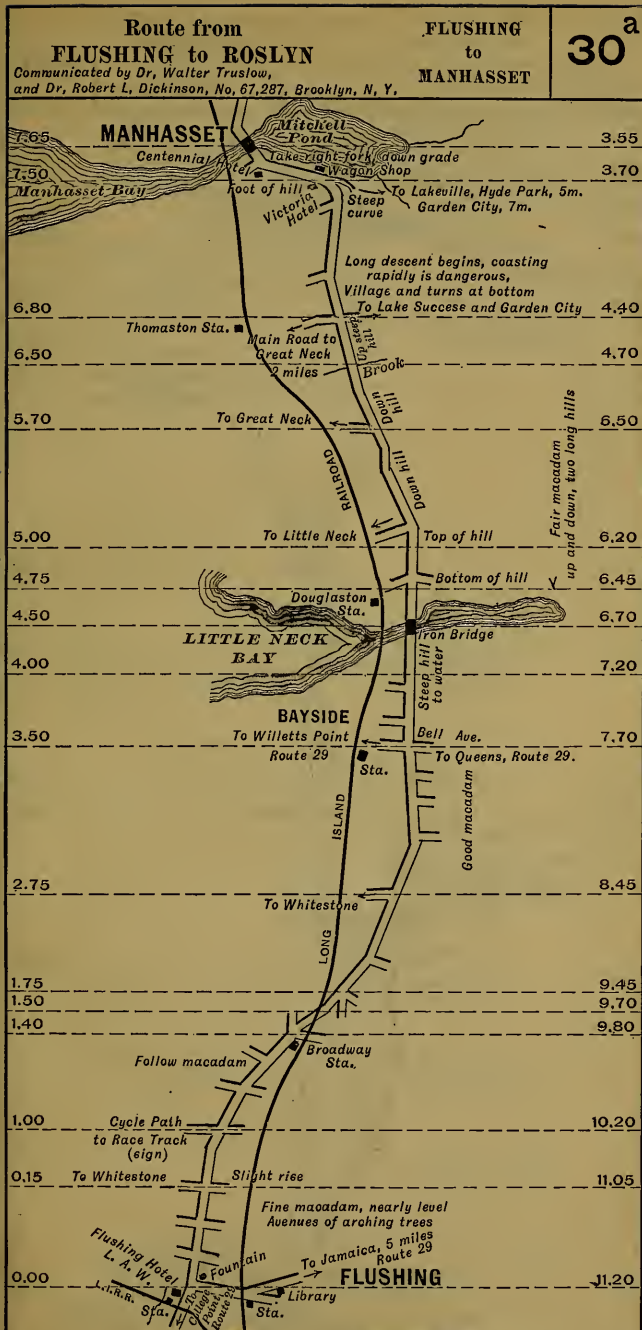 Route from
FLUSHING to ROSLYN
Communicated by Dr, Walter Truslow,
and Dr, Robert L, Dickinson, No, 67,287, Brooklyn, N, Y.
FLUSHING
to
MANHASSET
30a
MANHASSET
Mitchell
Pond
7.65
3.55
Centennial Hotel
Take right fork, down grade
Wagon Shop
7.50
3.70
Manhasset Bay
Foot of hill
Victoria
Hotel
Steep
curve
To Lakeville, Hyde Park, 5m.
Garden City, 7m.
Long descent begins, coasting
rapidly is dangerous,
Village and turns at bottom
6.80
To Lake Success and Garden City
4.40
Thomaston Sta.
Up steep
hill
Main Road to
Great Neck
2 miles
6.50
Brook
4.70
Down
hill
5.70
To Great Neck
6.50
RAILROAD
Down hill
Fair macadam
up and down, two long hills
To Little Neck
Top of hill
5.00
6.20
4.75
Bottom of hill
6.45
Douglaston
Sta.
4.50
6.70
LITTLE NECK
BAY
Iron Bridge
4.00
7.20
Steep hill
to water
BAYSIDE
To Willetts Point
Bell Ave.
3.50
7.70
Route 29
Sta.
To Queens, Route 29.
ISLAND
Good macadam
2.75
8.45
To Whitestone
LONG
1.75
9.45
1.50
9.70
1.40
9.80
Broadway
Sta.
Follow macadam
Cycle Path
1.00
10.20
to Race Track
(sign)
To Whitestone
Slight rise
0.15
11.05
Fine macadam, nearly level
Avenues of arching trees
Flushing Hotel
L. A. W.
Fountain
To Jamaica, 5 miles
Route 29
FLUSHING
0.00
11.20
L.I.R.R.
Sta.
To
College
Point,
Route 29
Library
Sta.